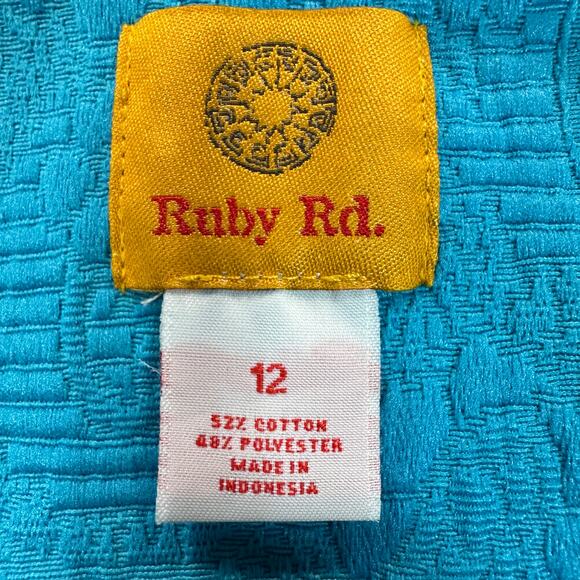 Ruby Rd.
12
52% COTTON
48% POLYESTER
MADE IN
INDONESIA